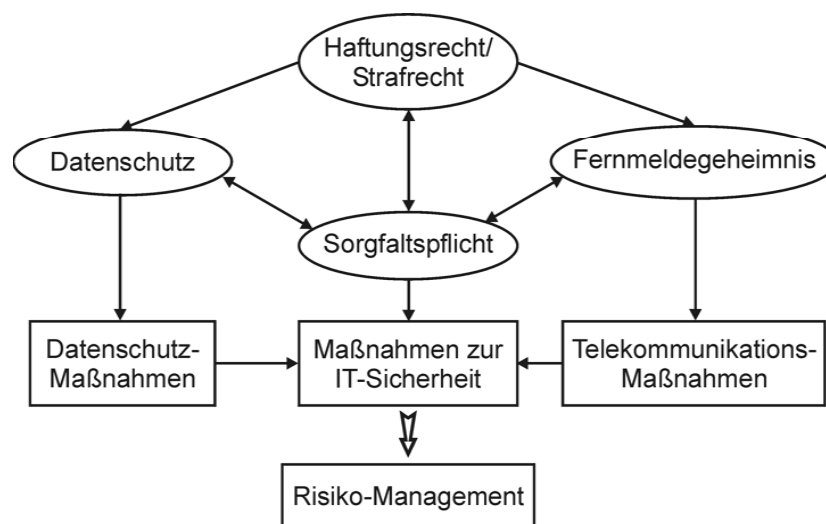 Haftungsrecht/
Strafrecht
Datenschutz
Fernmeldegeheimnis
Sorgfaltspflicht
Datenschutz-
Maßnahmen
Maßnahmen zur
IT-Sicherheit
Telekommunikations-
Maßnahmen
Risiko-Management